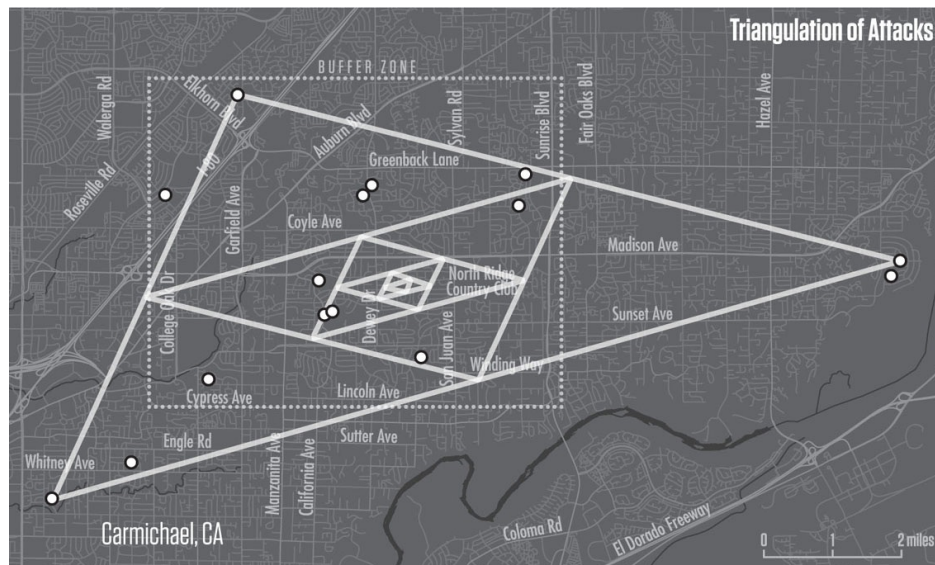 Triangulation of Attacks
BUFFER ZONE
Walerga Rd
Elkhorn Blvd
Auburn Blvd
Sylvan Rd
Sunrise Blvd
Fair Oaks Blvd
Hazel Ave
Roseville Rd
I-80
Greenback Lane
Garfield Ave
Coyle Ave
Madison Ave
College Oak Dr
Dewey Dr
North Ridge
Country Club
San Juan Ave
Sunset Ave
Winding Way
Cypress Ave
Lincoln Ave
Engle Rd
Sutter Ave
Whitney Ave
Manzanita Ave
California Ave
Carmichael, CA
Coloma Rd
El Dorado Freeway
0 1 2 miles